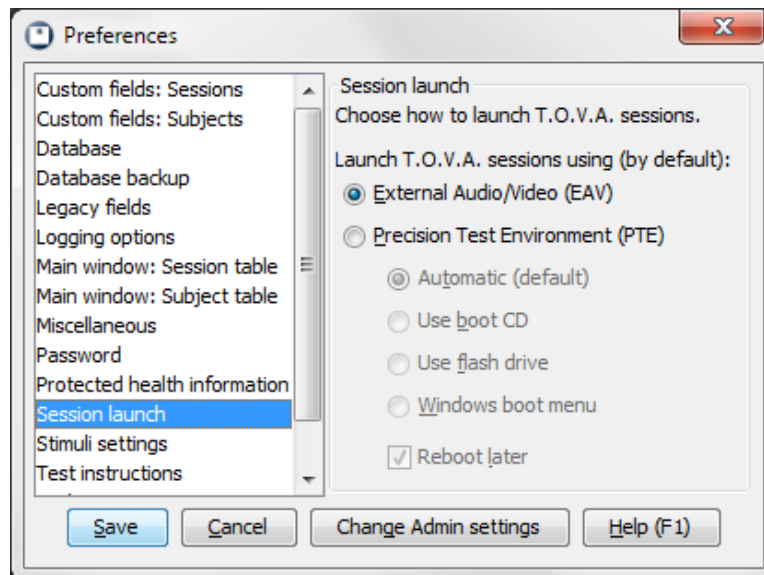 Preferences
Custom fields: Sessions
Custom fields: Subjects
Database
Database backup
Legacy fields
Logging options
Main window: Session table
Main window: Subject table
Miscellaneous
Password
Protected health information
Session launch
Stimuli settings
Test instructions
Session launch
Choose how to launch T.O.V.A. sessions.
Launch T.O.V.A. sessions using (by default):
External Audio/Video (EAV)
Precision Test Environment (PTE)
Automatic (default)
Use boot CD
Use flash drive
Windows boot menu
Reboot later
Save Cancel Change Admin settings Help (F1)